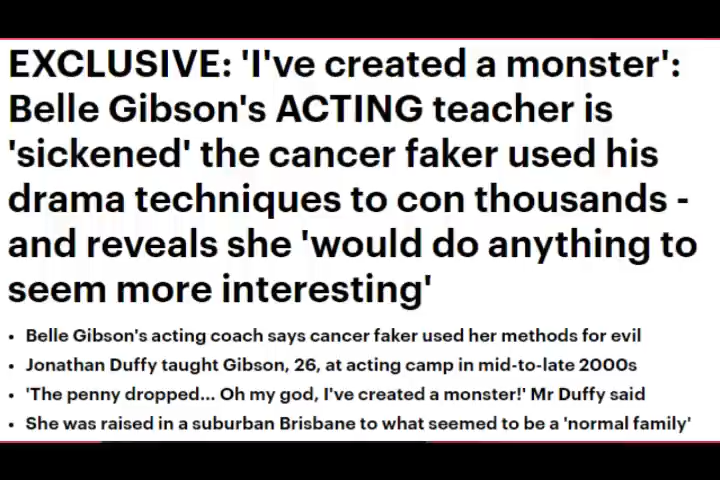 EXCLUSIVE: 'I've created a monster':
Belle Gibson's ACTING teacher is
'sickened' the cancer faker used his
drama techniques to con thousands -
and reveals she 'would do anything to
seem more interesting'
• Belle Gibson's acting coach says cancer faker used her methods for evil
• Jonathan Duffy taught Gibson, 26, at acting camp in mid-to-late 2000s
• 'The penny dropped... Oh my god, I've created a monster!' Mr Duffy said
• She was raised in a suburban Brisbane to what seemed to be a 'normal family'